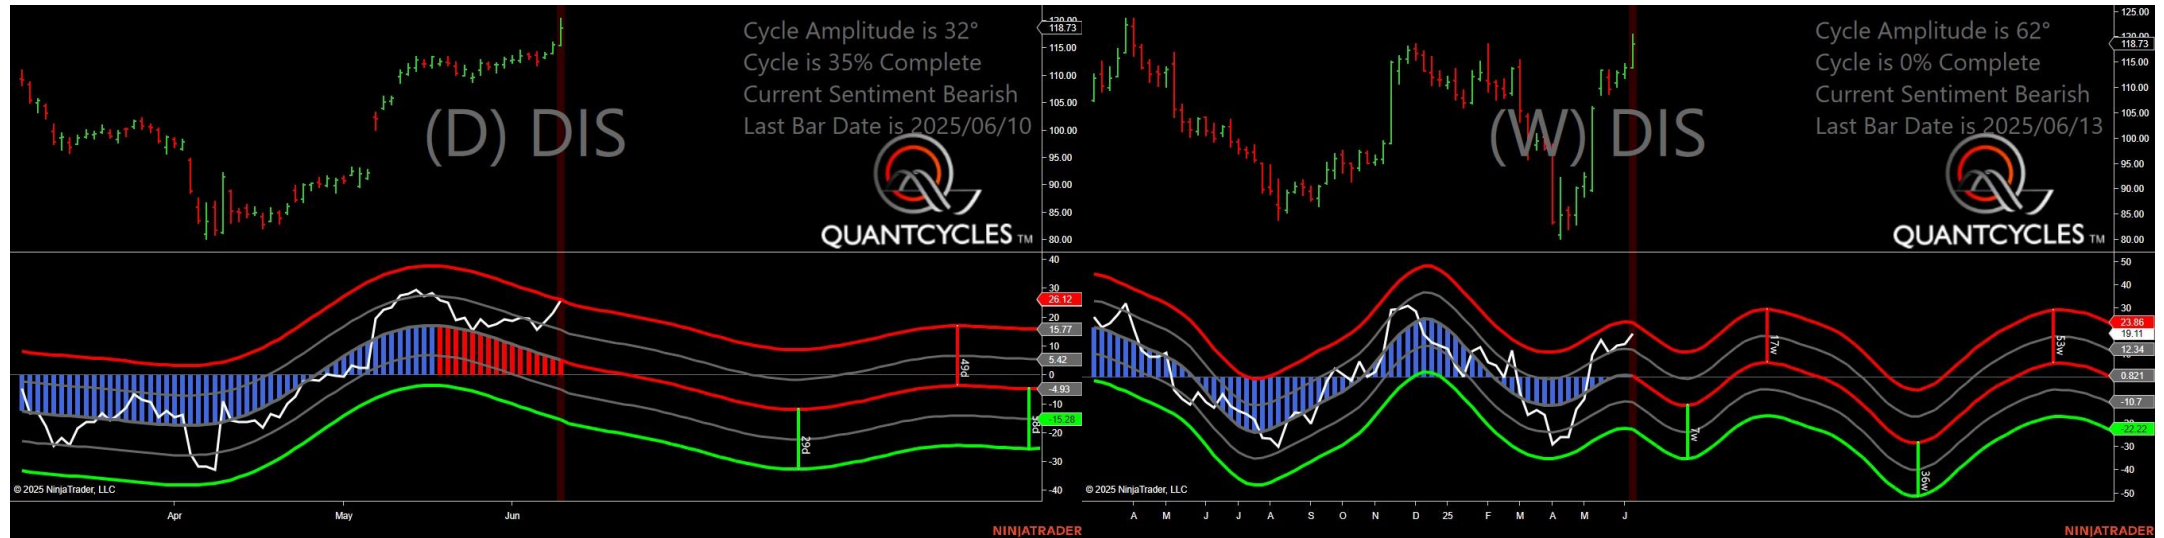 Cycle Amplitude is 32°
Cycle is 35% Complete
Current Sentiment Bearish
Last Bar Date is 2025/06/10
(D) DIS
QUANTCYCLES TM
120.00
118.73
115.00
110.00
105.00
100.00
95.00
90.00
85.00
80.00
40
30
26.12
20
15.77
10
5.42
0
-4.93
-10
-15.28
-20
-30
-40
49d
29d
58d
© 2025 NinjaTrader, LLC
Apr May Jun
NINJATRADER
Cycle Amplitude is 62°
Cycle is 0% Complete
Current Sentiment Bearish
Last Bar Date is 2025/06/13
(W) DIS
QUANTCYCLES TM
125.00
120.00
118.73
115.00
110.00
105.00
100.00
95.00
90.00
85.00
80.00
50
40
30
23.86
19.11
12.34
0.821
-10.7
-22.22
-30
-40
-50
17w
53w
7w
36w
© 2025 NinjaTrader, LLC
A M J J A S O N D 25 F M A M J
NINJATRADER